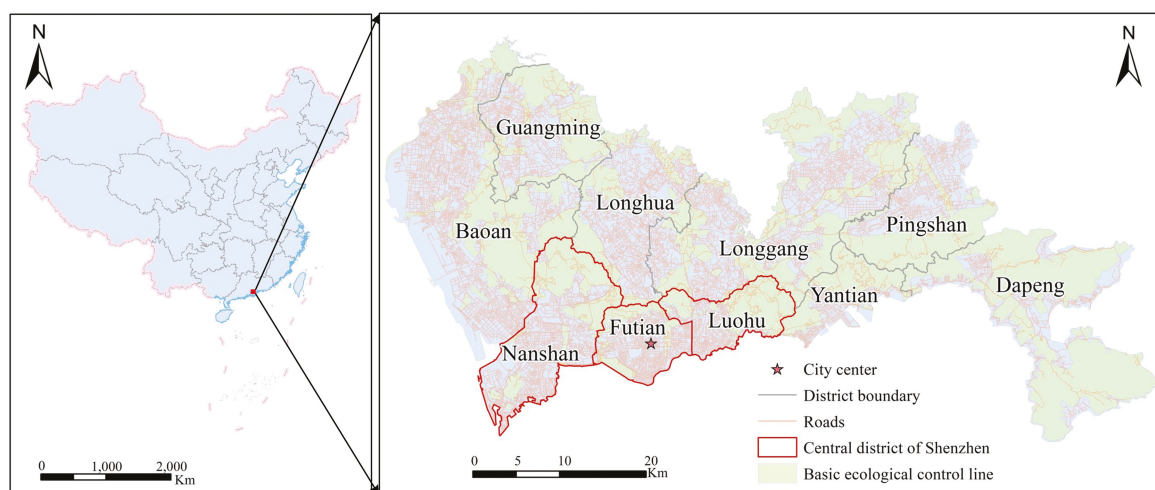 N
0
1,000
2,000
Km
N
Guangming
Longhua
Baoan
Pingshan
Longgang
Yantian
Dapeng
Futian
Luohu
Nanshan
City center
District boundary
Roads
Central district of Shenzhen
Basic ecological control line
0
5
10
20
Km